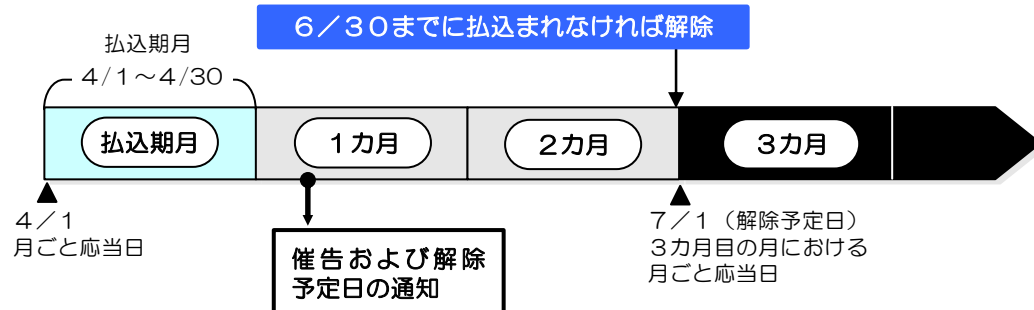 6/30までに払込まれなければ解除
払込期月
4/1~4/30
払込期月
1カ月
2カ月
3カ月
4/1
月ごと応当日
催告および解除
予定日の通知
7/1(解除予定日)
3カ月目の月における
月ごと応当日